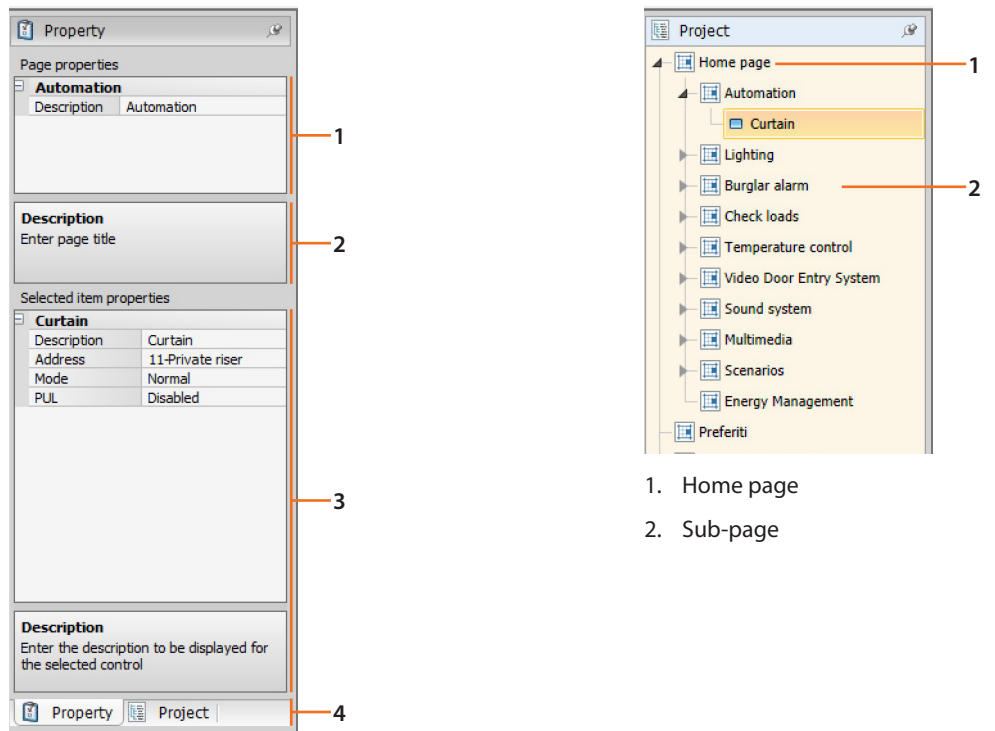 Property
Page properties
Automation
Description Automation
1
Description
Enter page title
2
Selected item properties
Curtain
Description Curtain
Address 11-Private riser
Mode Normal
PUL Disabled
3
Description
Enter the description to be displayed for
the selected control
Property Project
4
Project
Home page
1
Automation
Curtain
Lighting
Burglar alarm
2
Check loads
Temperature control
Video Door Entry System
Sound system
Multimedia
Scenarios
Energy Management
Preferiti
1. Home page
2. Sub-page